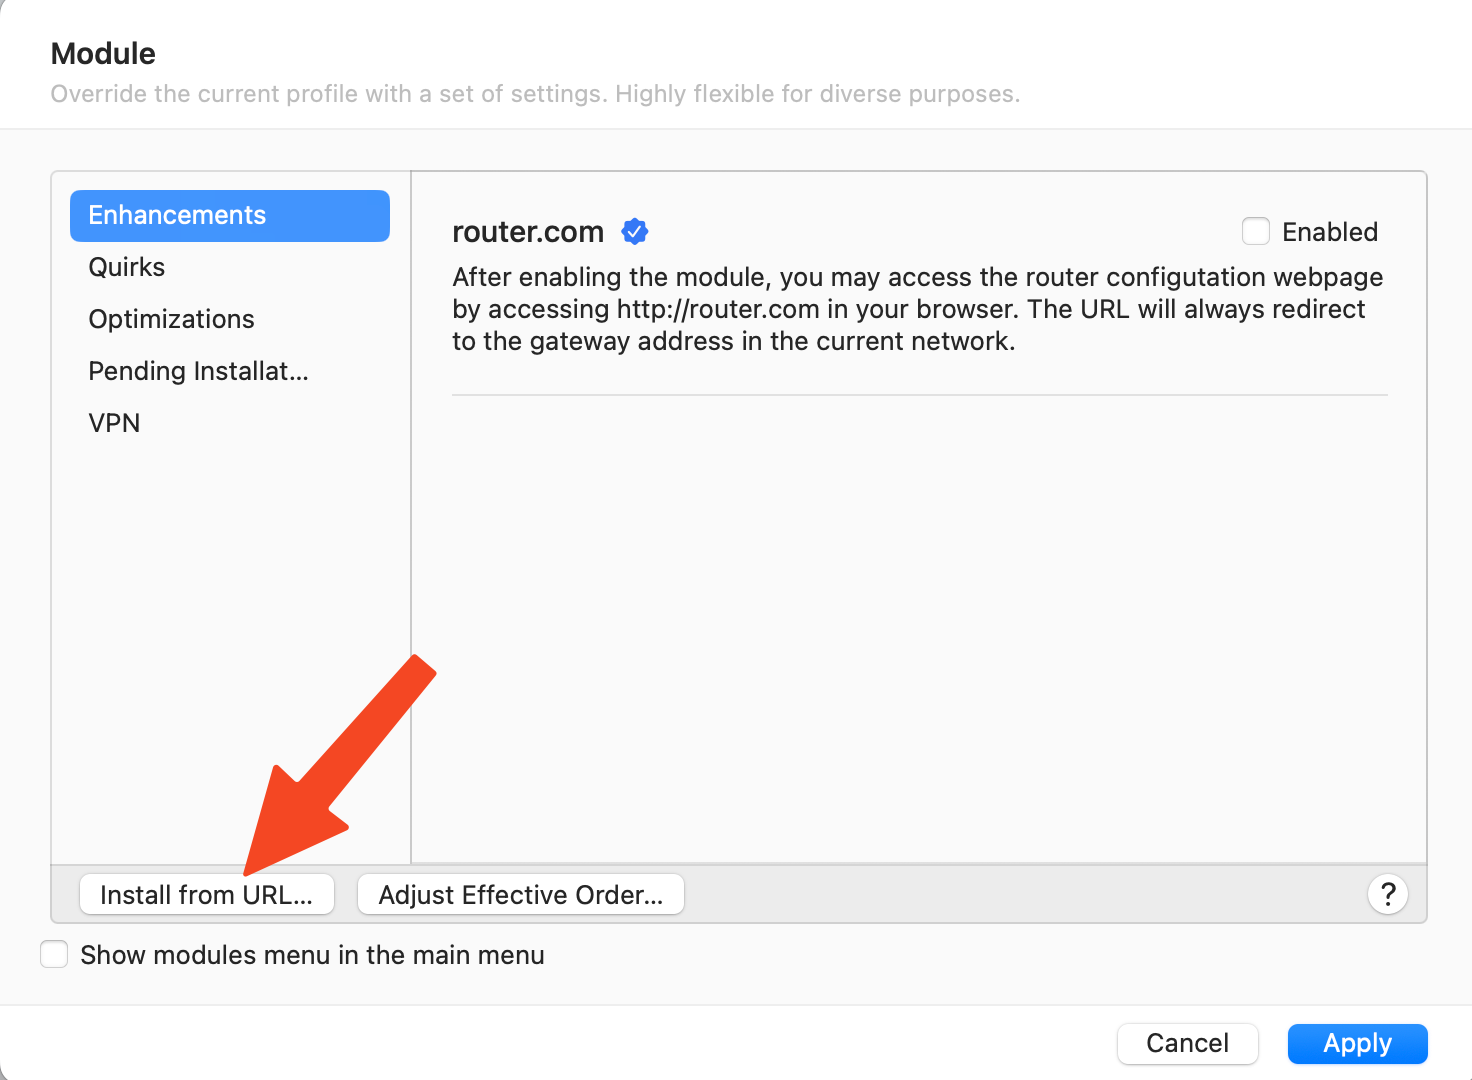 Module
Override the current profile with a set of settings. Highly flexible for diverse purposes.
Enhancements
Quirks
Optimizations
Pending Installat...
VPN
router.com
Enabled
After enabling the module, you may access the router configutation webpage
by accessing http://router.com in your browser. The URL will always redirect
to the gateway address in the current network.
Install from URL...
Adjust Effective Order...
?
Show modules menu in the main menu
Cancel
Apply